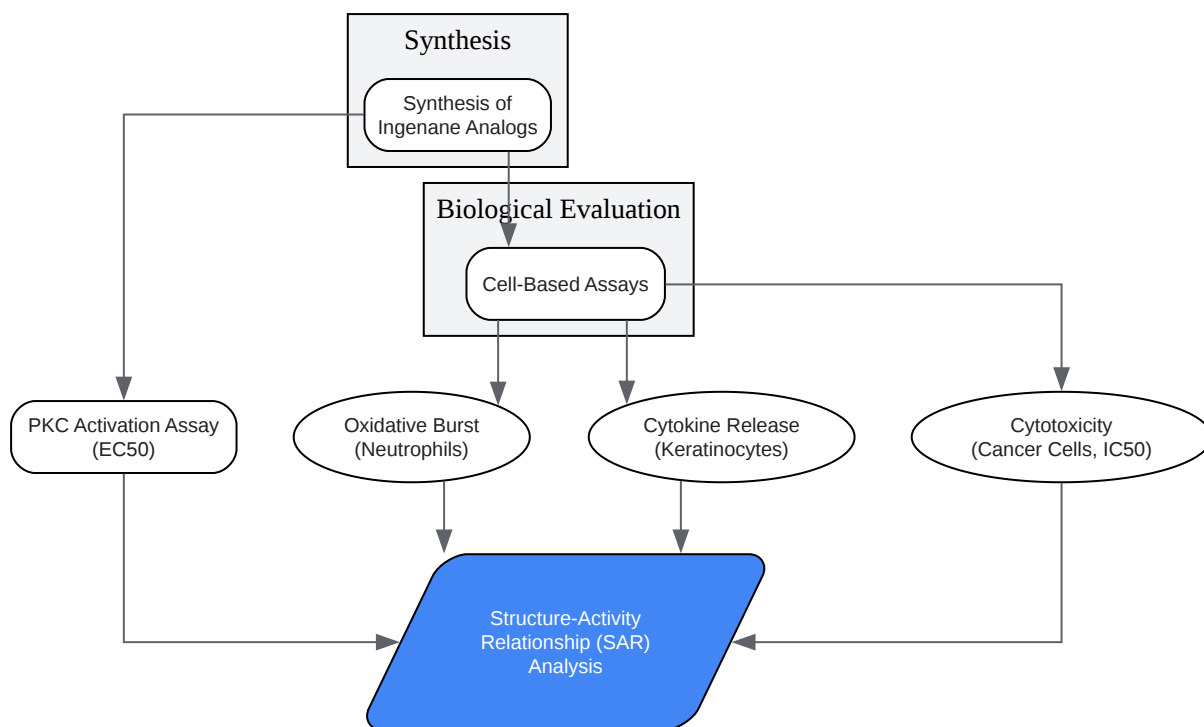 Synthesis
Synthesis of
Ingenane Analogs
Biological Evaluation
Cell-Based Assays
PKC Activation Assay
(EC50)
Oxidative Burst
(Neutrophils)
Cytokine Release
(Keratinocytes)
Cytotoxicity
(Cancer Cells, IC50)
Structure-Activity
Relationship (SAR)
Analysis